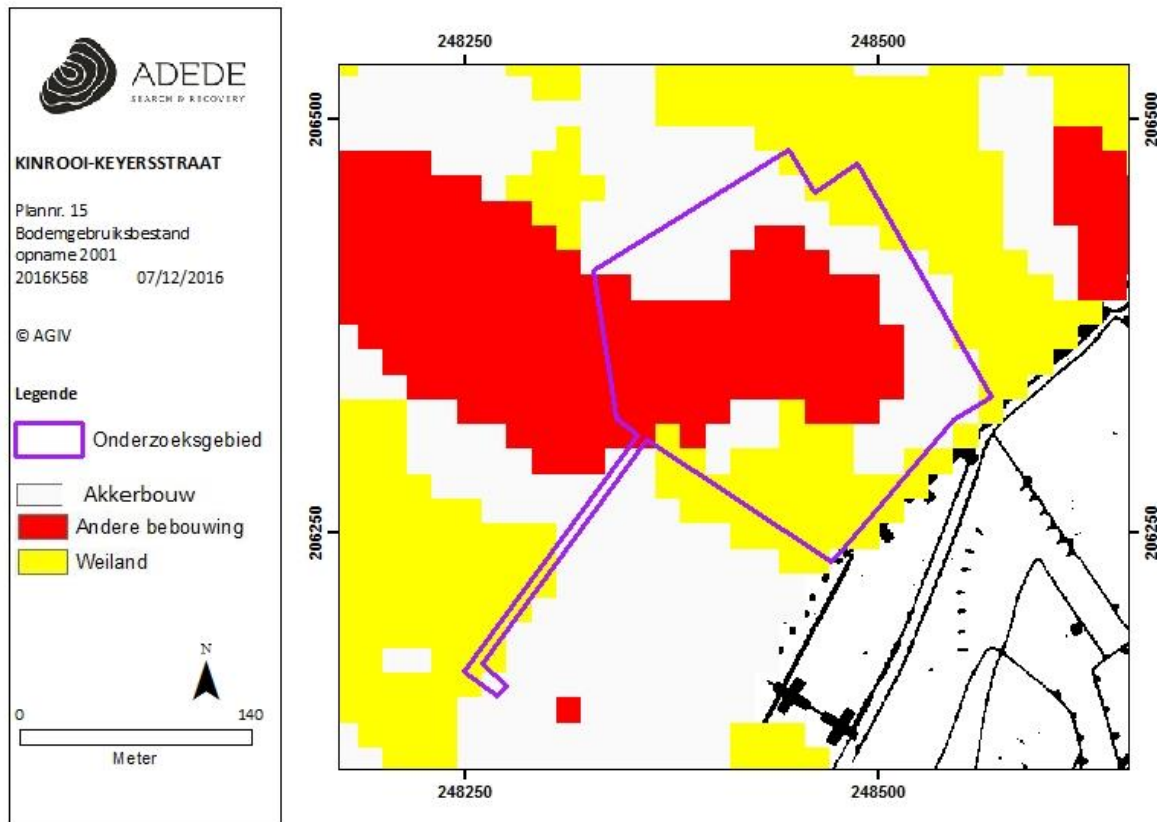 ADEDE
SEARCH & RECOVERY
KINROOI-KEYERSSTRAAT
Plannr. 15
Bodemgebruiksbestand
opname 2001
2016K568 07/12/2016
© AGIV
Legende
Onderzoeksgebied
Akkerbouw
Andere bebouwing
Weiland
N
0 140
Meter
248250 248500
206500 206500
206250 206250
248250 248500